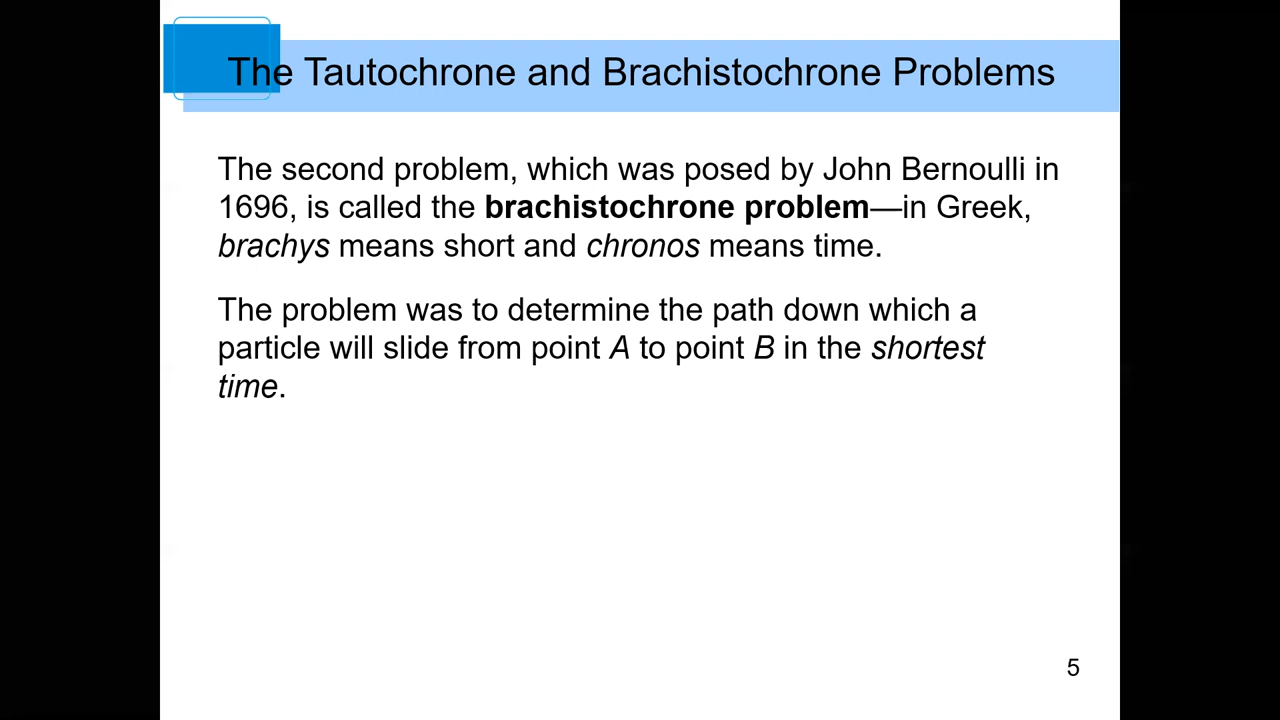 The Tautochrone and Brachistochrone Problems
The second problem, which was posed by John Bernoulli in
1696, is called the brachistochrone problem—in Greek,
brachys means short and chronos means time.
The problem was to determine the path down which a
particle will slide from point A to point B in the shortest
time.
5